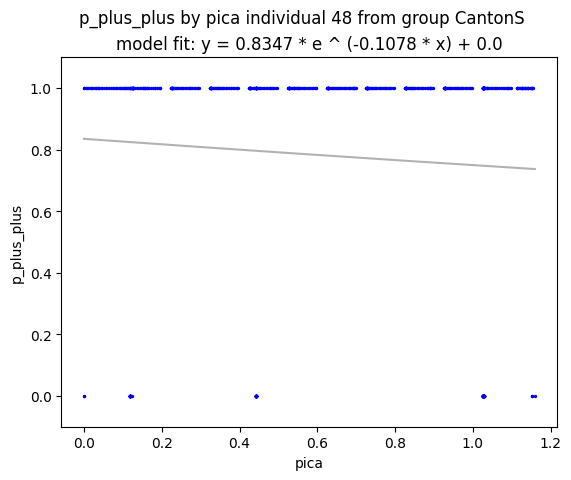 p_plus_plus by pica individual 48 from group CantonS
model fit: y = 0.8347 * e ^ (-0.1078 * x) + 0.0
1.0
0.8
0.6
0.4
0.2
0.0
p_plus_plus
0.0 0.2 0.4 0.6 0.8 1.0 1.2
pica